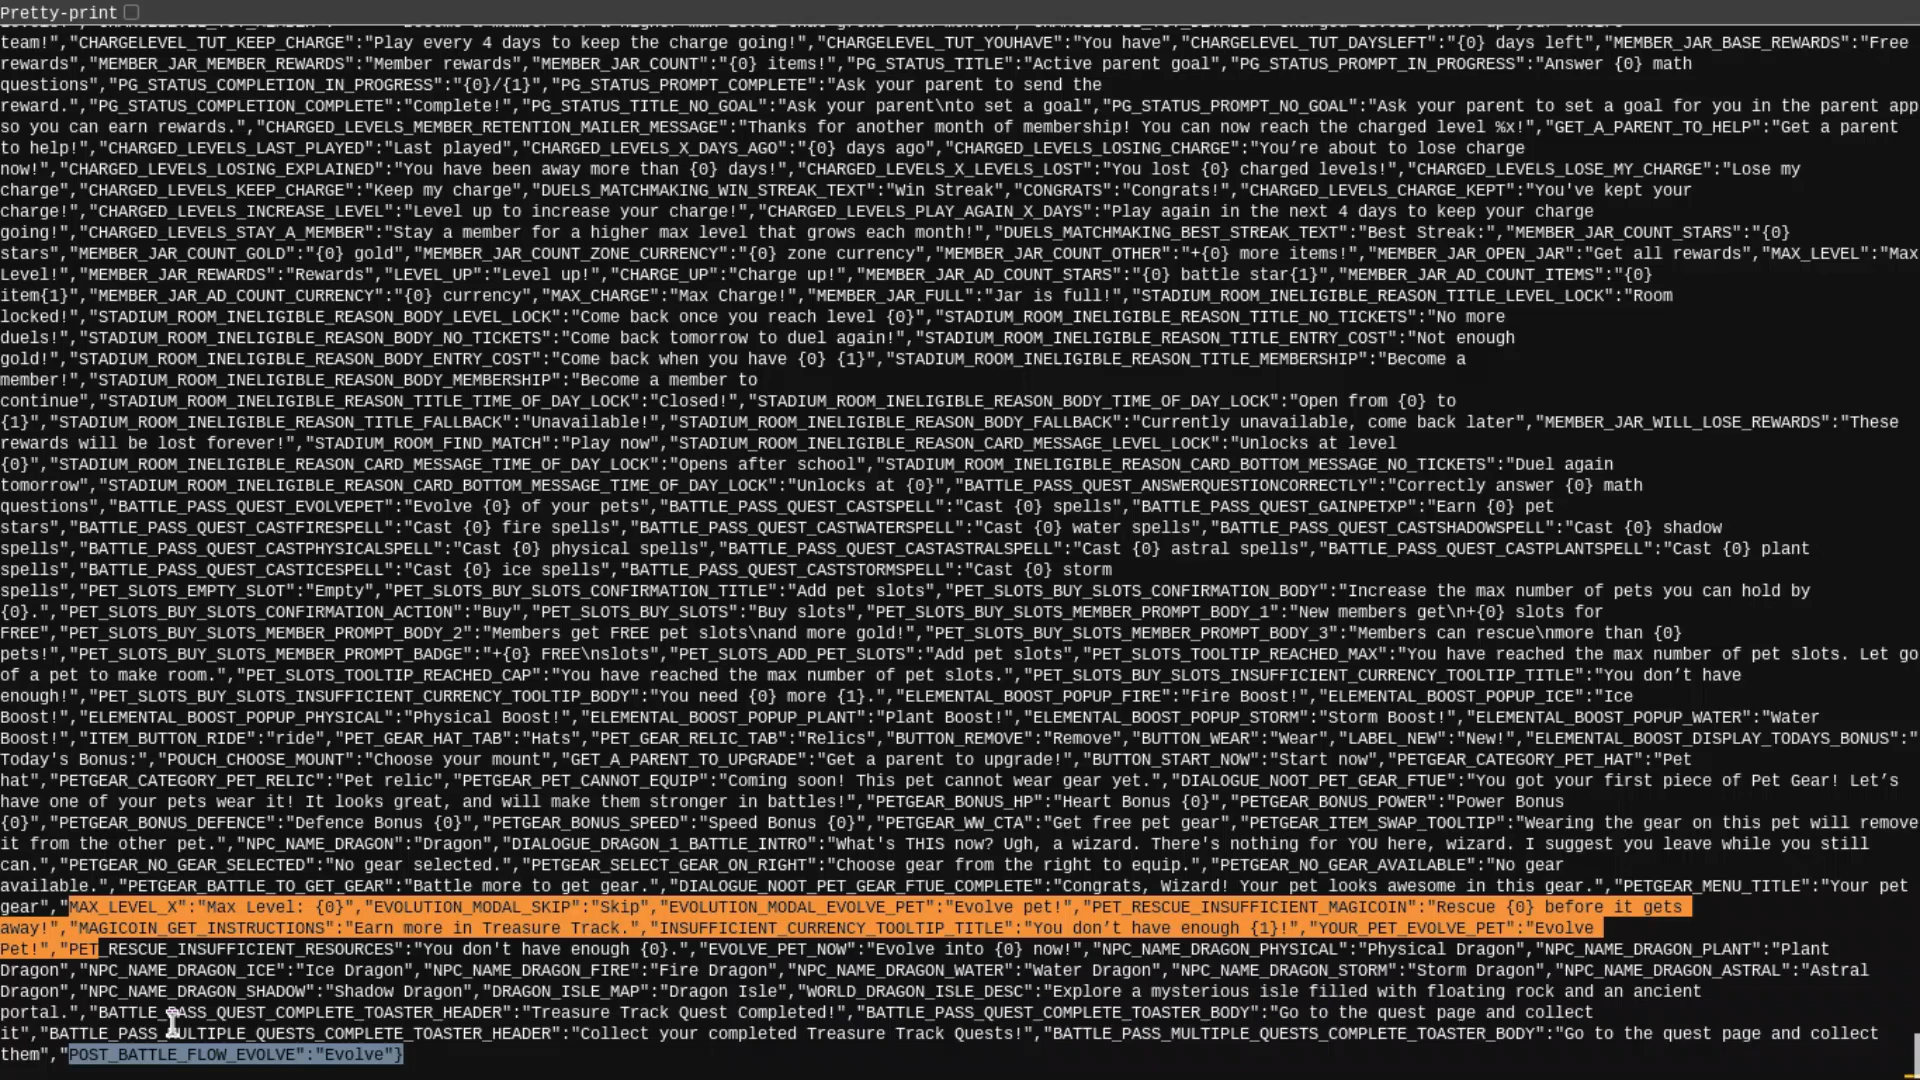 Pretty-print
team!","CHARGELEVEL_TUT_KEEP_CHARGE":"Play every 4 days to keep the charge going!","CHARGELEVEL_TUT_YOUHAVE":"You have","CHARGELEVEL_TUT_DAYSLEFT":"{0} days left","MEMBER_JAR_BASE_REWARDS":"Free
rewards","MEMBER_JAR_MEMBER_REWARDS":"Member rewards","MEMBER_JAR_COUNT":"{0} items!","PG_STATUS_TITLE":"Active parent goal","PG_STATUS_PROMPT_IN_PROGRESS":"Answer {0} math
questions","PG_STATUS_COMPLETION_IN_PROGRESS":"{0}/{1}","PG_STATUS_PROMPT_COMPLETE":"Ask your parent to send the
reward.","PG_STATUS_COMPLETION_COMPLETE":"Complete!","PG_STATUS_TITLE_NO_GOAL":"Ask your parent\nto set a goal","PG_STATUS_PROMPT_NO_GOAL":"Ask your parent to set a goal for you in the parent app
so you can earn rewards.","CHARGED_LEVELS_MEMBER_RETENTION_MAILER_MESSAGE":"Thanks for another month of membership! You can now reach the charged level %x!","GET_A_PARENT_TO_HELP":"Get a parent
to help!","CHARGED_LEVELS_LAST_PLAYED":"Last played","CHARGED_LEVELS_X_DAYS_AGO":"{0} days ago","CHARGED_LEVELS_LOSING_CHARGE":"You’re about to lose charge
now!","CHARGED_LEVELS_LOSING_EXPLAINED":"You have been away more than {0} days!","CHARGED_LEVELS_X_LEVELS_LOST":"You lost {0} charged levels!","CHARGED_LEVELS_LOSE_MY_CHARGE":"Lose my
charge","CHARGED_LEVELS_KEEP_CHARGE":"Keep my charge","DUELS_MATCHMAKING_WIN_STREAK_TEXT":"Win Streak","CONGRATS":"Congrats!","CHARGED_LEVELS_CHARGE_KEPT":"You've kept your
charge!","CHARGED_LEVELS_INCREASE_LEVEL":"Level up to increase your charge!","CHARGED_LEVELS_PLAY_AGAIN_X_DAYS":"Play again in the next 4 days to keep your charge
going!","CHARGED_LEVELS_STAY_A_MEMBER":"Stay a member for a higher max level that grows each month!","DUELS_MATCHMAKING_BEST_STREAK_TEXT":"Best Streak:","MEMBER_JAR_COUNT_STARS":"{0}
stars","MEMBER_JAR_COUNT_GOLD":"{0} gold","MEMBER_JAR_COUNT_ZONE_CURRENCY":"{0} zone currency","MEMBER_JAR_COUNT_OTHER":"+{0} more items!","MEMBER_JAR_OPEN_JAR":"Get all rewards","MAX_LEVEL":"Max
Level!","MEMBER_JAR_REWARDS":"Rewards","LEVEL_UP":"Level up!","CHARGE_UP":"Charge up!","MEMBER_JAR_AD_COUNT_STARS":"{0} battle star{1}","MEMBER_JAR_AD_COUNT_ITEMS":"{0}
item{1}","MEMBER_JAR_AD_COUNT_CURRENCY":"{0} currency","MAX_CHARGE":"Max Charge!","MEMBER_JAR_FULL":"Jar is full!","STADIUM_ROOM_INELIGIBLE_REASON_TITLE_LEVEL_LOCK":"Room
locked!","STADIUM_ROOM_INELIGIBLE_REASON_BODY_LEVEL_LOCK":"Come back once you reach level {0}","STADIUM_ROOM_INELIGIBLE_REASON_TITLE_NO_TICKETS":"No more
duels!","STADIUM_ROOM_INELIGIBLE_REASON_BODY_NO_TICKETS":"Come back tomorrow to duel again!","STADIUM_ROOM_INELIGIBLE_REASON_TITLE_ENTRY_COST":"Not enough
gold!","STADIUM_ROOM_INELIGIBLE_REASON_BODY_ENTRY_COST":"Come back when you have {0} {1}","STADIUM_ROOM_INELIGIBLE_REASON_TITLE_MEMBERSHIP":"Become a
member!","STADIUM_ROOM_INELIGIBLE_REASON_BODY_MEMBERSHIP":"Become a member to
continue","STADIUM_ROOM_INELIGIBLE_REASON_TITLE_TIME_OF_DAY_LOCK":"Closed!","STADIUM_ROOM_INELIGIBLE_REASON_BODY_TIME_OF_DAY_LOCK":"Open from {0} to
{1}","STADIUM_ROOM_INELIGIBLE_REASON_TITLE_FALLBACK":"Unavailable!","STADIUM_ROOM_INELIGIBLE_REASON_BODY_FALLBACK":"Currently unavailable, come back later","MEMBER_JAR_WILL_LOSE_REWARDS":"These
rewards will be lost forever!","STADIUM_ROOM_FIND_MATCH":"Play now","STADIUM_ROOM_INELIGIBLE_REASON_CARD_MESSAGE_LEVEL_LOCK":"Unlocks at level
{0}","STADIUM_ROOM_INELIGIBLE_REASON_CARD_MESSAGE_TIME_OF_DAY_LOCK":"Opens after school","STADIUM_ROOM_INELIGIBLE_REASON_CARD_BOTTOM_MESSAGE_NO_TICKETS":"Duel again
tomorrow","STADIUM_ROOM_INELIGIBLE_REASON_CARD_BOTTOM_MESSAGE_TIME_OF_DAY_LOCK":"Unlocks at {0}","BATTLE_PASS_QUEST_ANSWERQUESTIONCORRECTLY":"Correctly answer {0} math
questions","BATTLE_PASS_QUEST_EVOLVEPET":"Evolve {0} of your pets","BATTLE_PASS_QUEST_CASTSPELL":"Cast {0} spells","BATTLE_PASS_QUEST_GAINPETXP":"Earn {0} pet
stars","BATTLE_PASS_QUEST_CASTFIRESPELL":"Cast {0} fire spells","BATTLE_PASS_QUEST_CASTWATERSPELL":"Cast {0} water spells","BATTLE_PASS_QUEST_CASTSHADOWSPELL":"Cast {0} shadow
spells","BATTLE_PASS_QUEST_CASTPHYSICALSPELL":"Cast {0} physical spells","BATTLE_PASS_QUEST_CASTASTRALSPELL":"Cast {0} astral spells","BATTLE_PASS_QUEST_CASTPLANTSPELL":"Cast {0} plant
spells","BATTLE_PASS_QUEST_CASTICESPELL":"Cast {0} ice spells","BATTLE_PASS_QUEST_CASTSTORMSPELL":"Cast {0} storm
spells","PET_SLOTS_EMPTY_SLOT":"Empty","PET_SLOTS_BUY_SLOTS_CONFIRMATION_TITLE":"Add pet slots","PET_SLOTS_BUY_SLOTS_CONFIRMATION_BODY":"Increase the max number of pets you can hold by
{0}.","PET_SLOTS_BUY_SLOTS_CONFIRMATION_ACTION":"Buy","PET_SLOTS_BUY_SLOTS":"Buy slots","PET_SLOTS_BUY_SLOTS_MEMBER_PROMPT_BODY_1":"New members get\n+{0} slots for
FREE","PET_SLOTS_BUY_SLOTS_MEMBER_PROMPT_BODY_2":"Members get FREE pet slots\nand more gold!","PET_SLOTS_BUY_SLOTS_MEMBER_PROMPT_BODY_3":"Members can rescue\nmore than {0}
pets!","PET_SLOTS_BUY_SLOTS_MEMBER_PROMPT_BADGE":"+{0} FREE\nslots","PET_SLOTS_ADD_PET_SLOTS":"Add pet slots","PET_SLOTS_TOOLTIP_REACHED_MAX":"You have reached the max number of pet slots. Let go
of a pet to make room.","PET_SLOTS_TOOLTIP_REACHED_CAP":"You have reached the max number of pet slots.","PET_SLOTS_BUY_SLOTS_INSUFFICIENT_CURRENCY_TOOLTIP_TITLE":"You don’t have
enough!","PET_SLOTS_BUY_SLOTS_INSUFFICIENT_CURRENCY_TOOLTIP_BODY":"You need {0} more {1}.","ELEMENTAL_BOOST_POPUP_FIRE":"Fire Boost!","ELEMENTAL_BOOST_POPUP_ICE":"Ice
Boost!","ELEMENTAL_BOOST_POPUP_PHYSICAL":"Physical Boost!","ELEMENTAL_BOOST_POPUP_PLANT":"Plant Boost!","ELEMENTAL_BOOST_POPUP_STORM":"Storm Boost!","ELEMENTAL_BOOST_POPUP_WATER":"Water
Boost!","ITEM_BUTTON_RIDE":"ride","PET_GEAR_HAT_TAB":"Hats","PET_GEAR_RELIC_TAB":"Relics","BUTTON_REMOVE":"Remove","BUTTON_WEAR":"Wear","LABEL_NEW":"New!","ELEMENTAL_BOOST_DISPLAY_TODAYS_BONUS":"
Today's Bonus:","POUCH_CHOOSE_MOUNT":"Choose your mount","GET_A_PARENT_TO_UPGRADE":"Get a parent to upgrade!","BUTTON_START_NOW":"Start now","PETGEAR_CATEGORY_PET_HAT":"Pet
hat","PETGEAR_CATEGORY_PET_RELIC":"Pet relic","PETGEAR_PET_CANNOT_EQUIP":"Coming soon! This pet cannot wear gear yet.","DIALOGUE_NOOT_PET_GEAR_FTUE":"You got your first piece of Pet Gear! Let’s
have one of your pets wear it! It looks great, and will make them stronger in battles!","PETGEAR_BONUS_HP":"Heart Bonus {0}","PETGEAR_BONUS_POWER":"Power Bonus
{0}","PETGEAR_BONUS_DEFENCE":"Defence Bonus {0}","PETGEAR_BONUS_SPEED":"Speed Bonus {0}","PETGEAR_WW_CTA":"Get free pet gear","PETGEAR_ITEM_SWAP_TOOLTIP":"Wearing the gear on this pet will remove
it from the other pet.","NPC_NAME_DRAGON":"Dragon","DIALOGUE_DRAGON_1_BATTLE_INTRO":"What's THIS now? Ugh, a wizard. There's nothing for YOU here, wizard. I suggest you leave while you still
can.","PETGEAR_NO_GEAR_SELECTED":"No gear selected.","PETGEAR_SELECT_GEAR_ON_RIGHT":"Choose gear from the right to equip.","PETGEAR_NO_GEAR_AVAILABLE":"No gear
available.","PETGEAR_BATTLE_TO_GET_GEAR":"Battle more to get gear.","DIALOGUE_NOOT_PET_GEAR_FTUE_COMPLETE":"Congrats, Wizard! Your pet looks awesome in this gear.","PETGEAR_MENU_TITLE":"Your pet
gear","MAX_LEVEL_X":"Max Level: {0}","EVOLUTION_MODAL_SKIP":"Skip","EVOLUTION_MODAL_EVOLVE_PET":"Evolve pet!","PET_RESCUE_INSUFFICIENT_MAGICOIN":"Rescue {0} before it gets
away!","MAGICOIN_GET_INSTRUCTIONS":"Earn more in Treasure Track.","INSUFFICIENT_CURRENCY_TOOLTIP_TITLE":"You don’t have enough {1}!","YOUR_PET_EVOLVE_PET":"Evolve
Pet!","PET_RESCUE_INSUFFICIENT_RESOURCES":"You don't have enough {0}.","EVOLVE_PET_NOW":"Evolve into {0} now!","NPC_NAME_DRAGON_PHYSICAL":"Physical Dragon","NPC_NAME_DRAGON_PLANT":"Plant
Dragon","NPC_NAME_DRAGON_ICE":"Ice Dragon","NPC_NAME_DRAGON_FIRE":"Fire Dragon","NPC_NAME_DRAGON_WATER":"Water Dragon","NPC_NAME_DRAGON_STORM":"Storm Dragon","NPC_NAME_DRAGON_ASTRAL":"Astral
Dragon","NPC_NAME_DRAGON_SHADOW":"Shadow Dragon","DRAGON_ISLE_MAP":"Dragon Isle","WORLD_DRAGON_ISLE_DESC":"Explore a mysterious isle filled with floating rock and an ancient
portal.","BATTLE_PASS_QUEST_COMPLETE_TOASTER_HEADER":"Treasure Track Quest Completed!","BATTLE_PASS_QUEST_COMPLETE_TOASTER_BODY":"Go to the quest page and collect
it","BATTLE_PASS_MULTIPLE_QUESTS_COMPLETE_TOASTER_HEADER":"Collect your completed Treasure Track Quests!","BATTLE_PASS_MULTIPLE_QUESTS_COMPLETE_TOASTER_BODY":"Go to the quest page and collect
them","POST_BATTLE_FLOW_EVOLVE":"Evolve"}